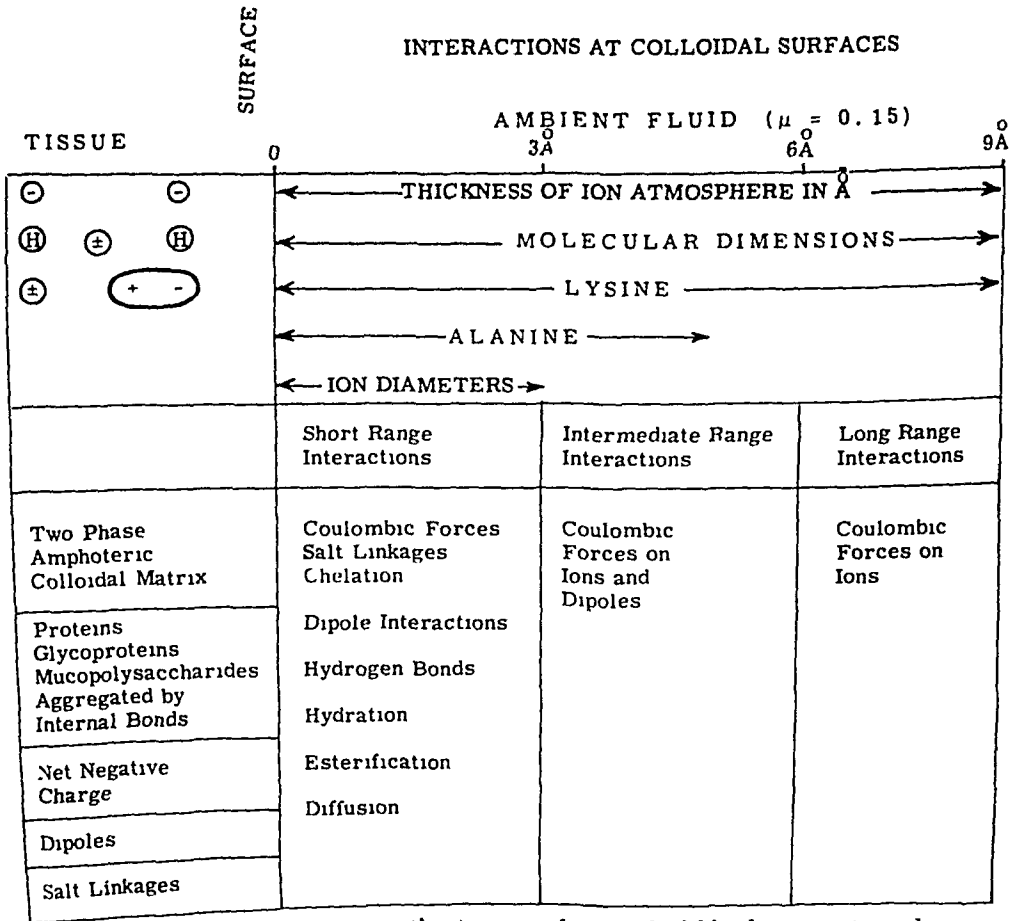 INTERACTIONS AT COLLOIDAL SURFACES
SURFACE
AMBIENT FLUID (μ = 0.15)
TISSUE
0
3Å
6Å
9Å
- -
THICKNESS OF ION ATMOSPHERE IN Å
H ± H
MOLECULAR DIMENSIONS
± + -
LYSINE
ALANINE
ION DIAMETERS
Short Range
Interactions
Intermediate Range
Interactions
Long Range
Interactions
Two Phase
Amphoteric
Colloidal Matrix
Proteins
Glycoproteins
Mucopolysaccharides
Aggregated by
Internal Bonds
Net Negative
Charge
Dipoles
Salt Linkages
Coulombic Forces
Salt Linkages
Chelation
Dipole Interactions
Hydrogen Bonds
Hydration
Esterification
Diffusion
Coulombic
Forces on
Ions and
Dipoles
Coulombic
Forces on
Ions